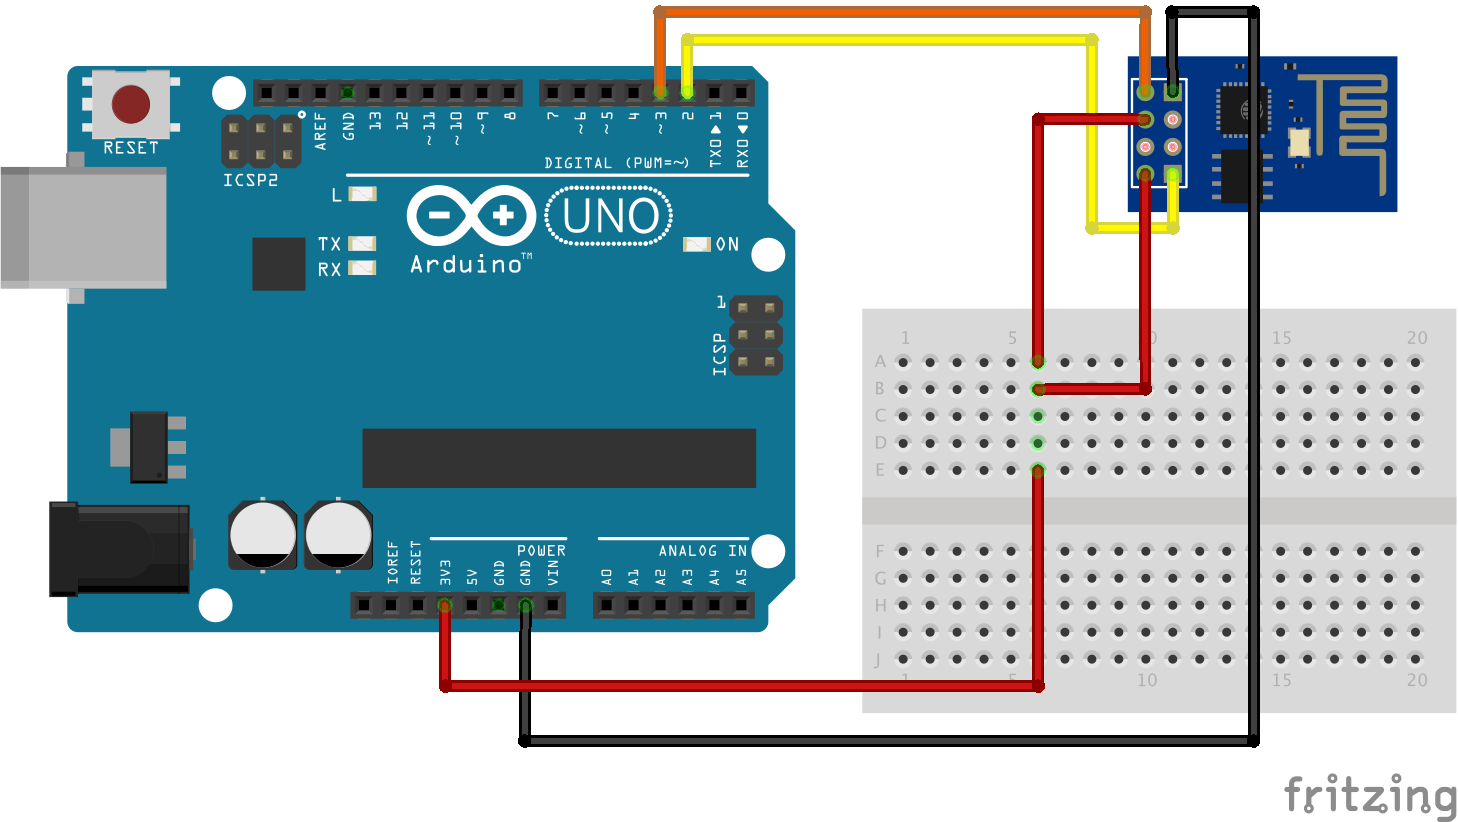 RESET
ICSP2
AREF
GND
13
12
~11
~10
~9
8
7
~6
~5
4
~3
2
TX0▶1
RX0◀0
DIGITAL (PWM=~)
L
TX
RX
UNO
ON
Arduino™
1
ICSP
IOREF
RESET
3V3
5V
GND
GND
VIN
POWER
ANALOG IN
A0
A1
A2
A3
A4
A5
1 5 0 15 20
A
B
C
D
E
F
G
H
I
J
1 5 10 15 20
fritzing